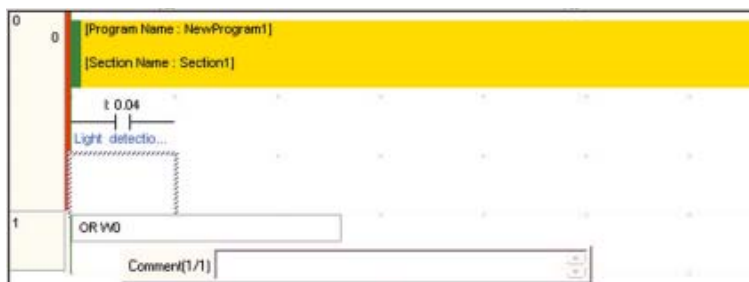 0
0
[Program Name : NewProgram1]
[Section Name : Section1]
I: 0.04
Light detectio...
1
OR W0
Comment(1/1)